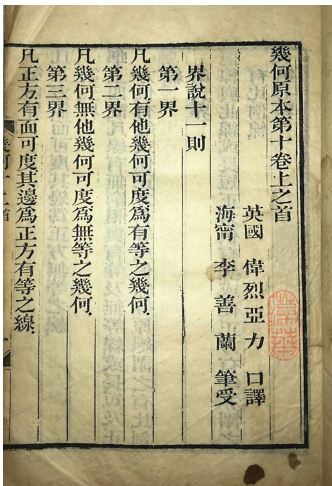 幾何原本第十卷上之首
英國 偉烈亞力 口譯
海甯 李善蘭 筆受
界說十一則
第一界
凡幾何有他幾何可度爲有等之幾何
第二界
凡幾何無他幾何可度爲無等之幾何
第三界
凡正方有面可度其邊爲正方有等之線